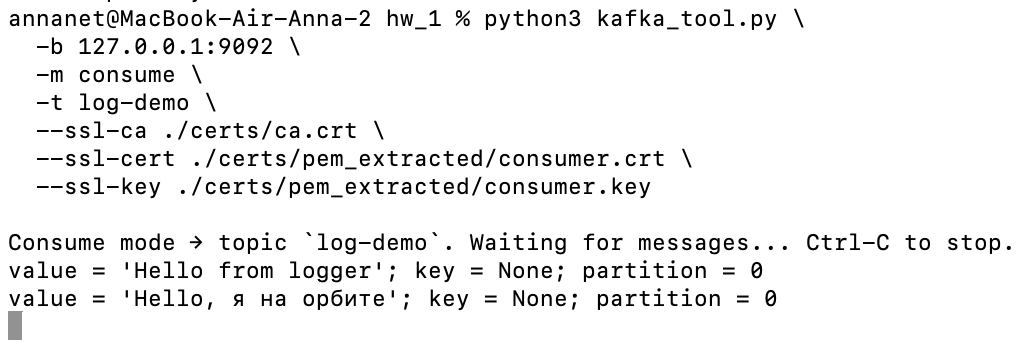 annanet@MacBook-Air-Anna-2 hw_1 % python3 kafka_tool.py \
-b 127.0.0.1:9092 \
-m consume \
-t log-demo \
--ssl-ca ./certs/ca.crt \
--ssl-cert ./certs/pem_extracted/consumer.crt \
--ssl-key ./certs/pem_extracted/consumer.key
Consume mode → topic `log-demo`. Waiting for messages... Ctrl-C to stop.
value = 'Hello from logger'; key = None; partition = 0
value = 'Hello, я на орбите'; key = None; partition = 0